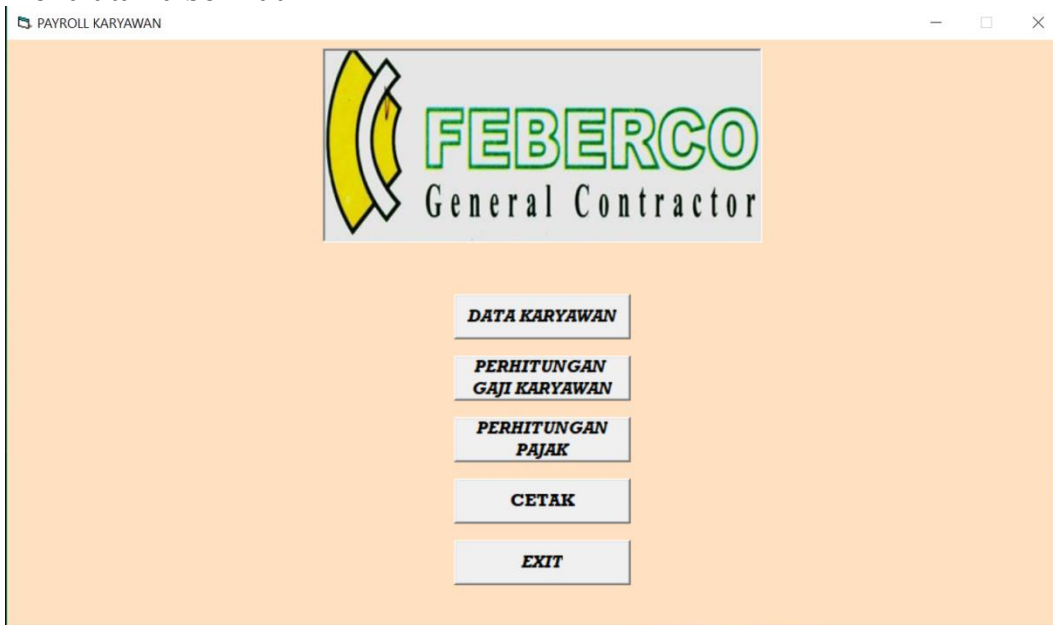 PAYROLL KARYAWAN
FEBERCO
General Contractor
DATA KARYAWAN
PERHITUNGAN
GAJI KARYAWAN
PERHITUNGAN
PAJAK
CETAK
EXIT